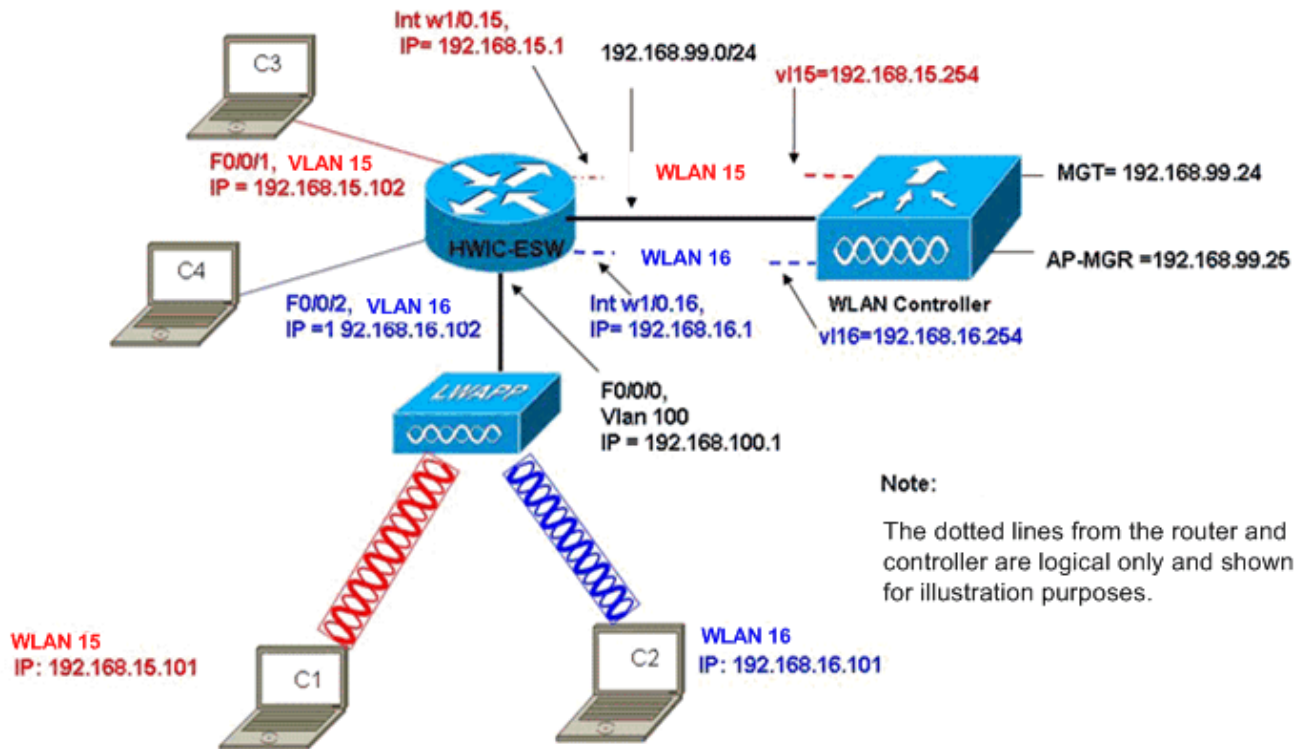 Int w1/0.15,
IP= 192.168.15.1
192.168.99.0/24
vl15=192.168.15.254
C3
F0/0/1, VLAN 15
IP = 192.168.15.102
WLAN 15
MGT= 192.168.99.24
HWIC-ESW
WLAN 16
AP-MGR =192.168.99.25
C4
F0/0/2, VLAN 16
IP =1 92.168.16.102
Int w1/0.16,
IP= 192.168.16.1
WLAN Controller
vl16=192.168.16.254
LWAPP
F0/0/0,
Vlan 100
IP = 192.168.100.1
Note:
The dotted lines from the router and
controller are logical only and shown
for illustration purposes.
WLAN 15
IP: 192.168.15.101
C1
WLAN 16
IP: 192.168.16.101
C2